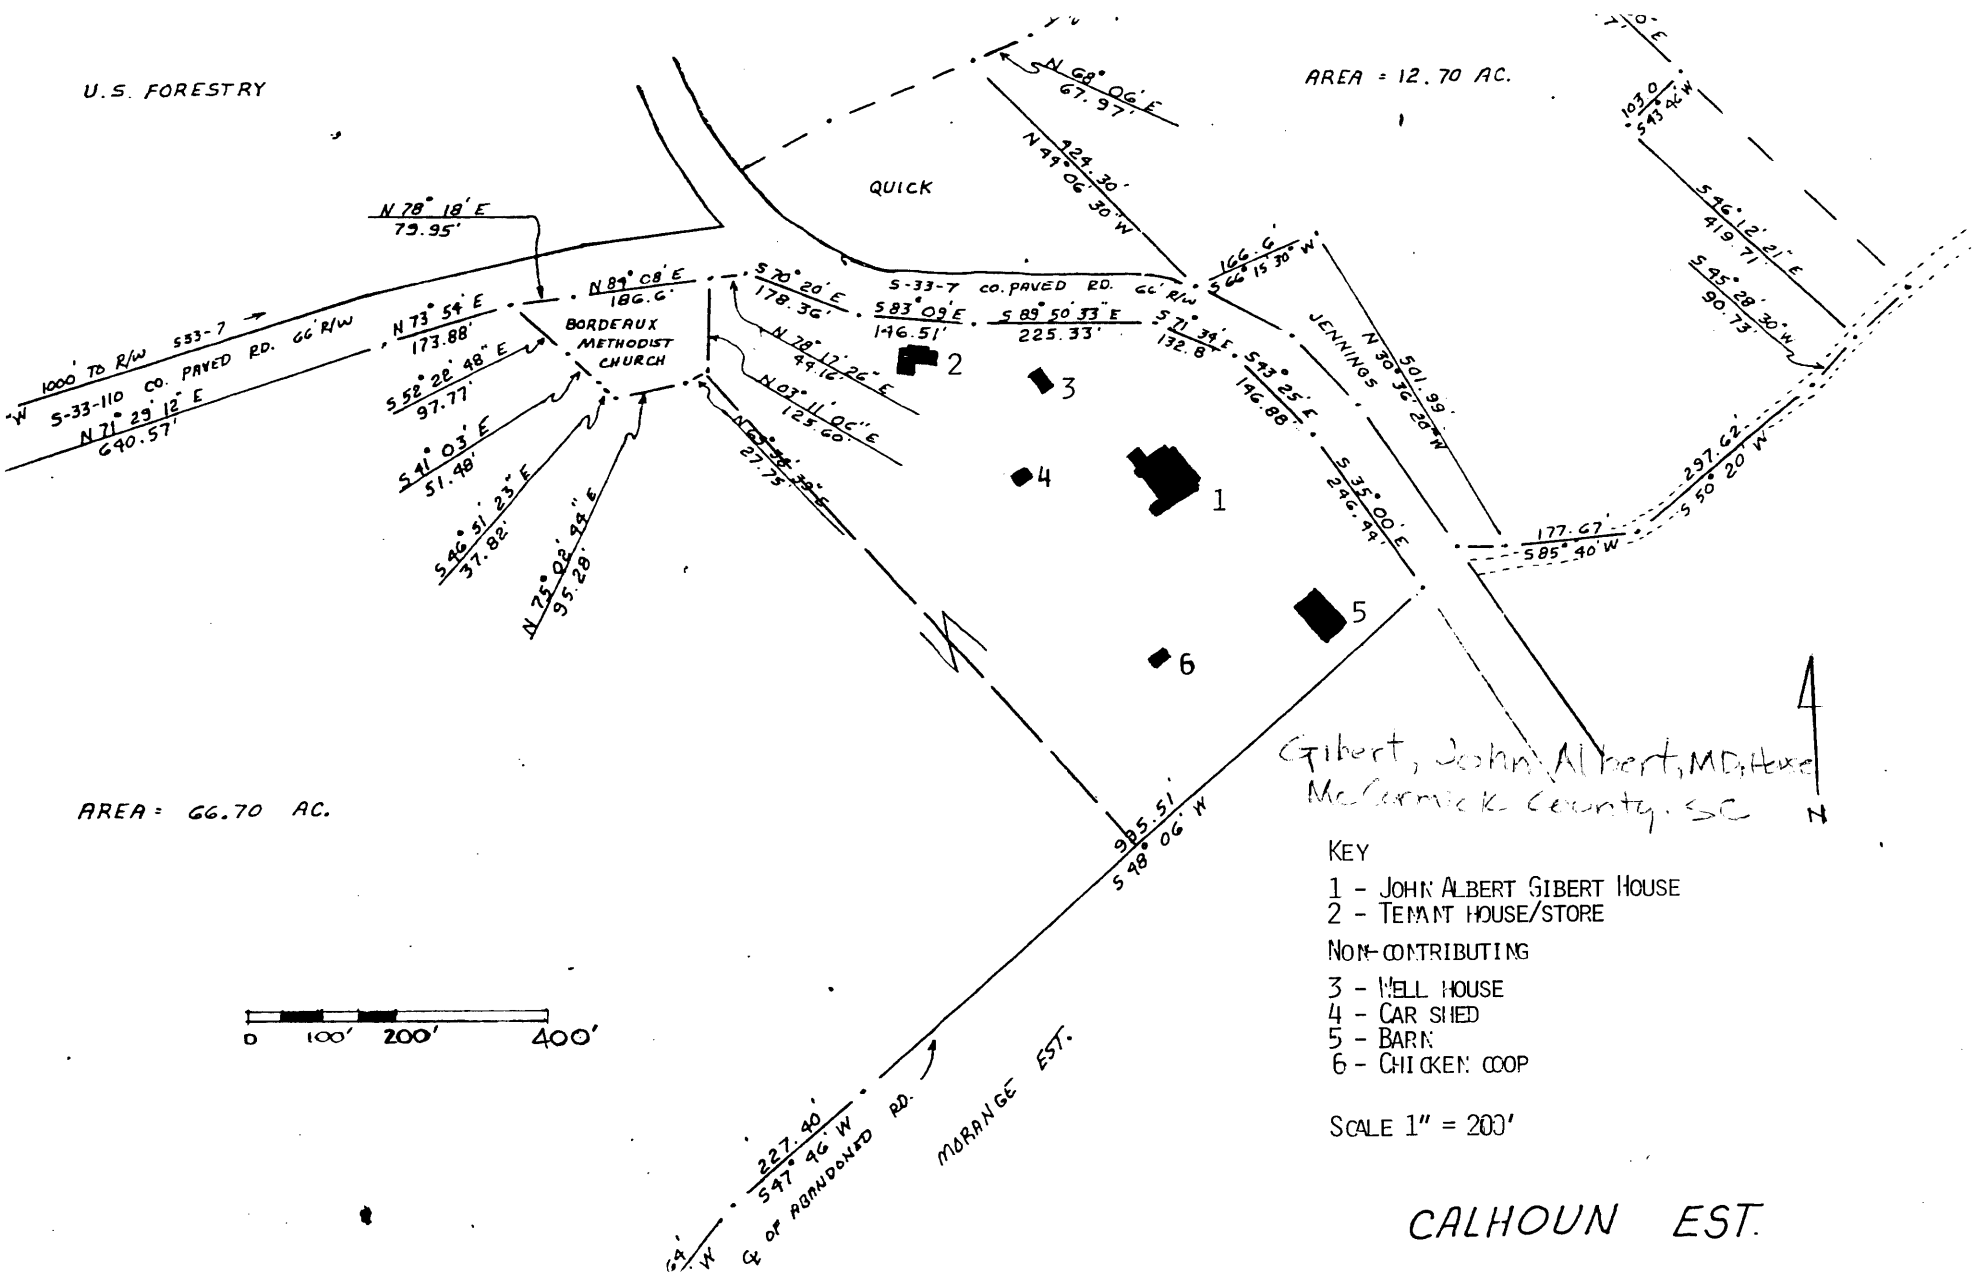 U.S. FORESTRY
N 68° 06' E
67.97'
AREA = 12.70 AC.
103.0
S 43° 46' W
424.30'
N 44° 06' 30" W
QUICK
N 78° 18' E
79.95'
S 46° 12' 21" E
419.71'
S 45° 28' 30" W
90.73'
166.6'
S 66° 15' 30" W
N 89° 08' E
186.6'
S 70° 20' E
178.36'
S-33-7 CO. PAVED RD. 66' R/W
S 83° 09' E
146.51'
S 89° 50' 33" E
225.33'
S 71° 34' E
132.8'
JENNINGS
501.99'
N 30° 36' 20" W
1000' TO R/W S33-7
S-33-110 CO. PAVED RD. 66' R/W
N 73° 54' E
173.88'
N 71° 29' 12" E
640.57'
BORDEAUX
METHODIST
CHURCH
S 52° 22' 48" E
97.77'
S 41° 03' E
51.48'
S 46° 51' 23" E
37.82'
N 75° 02' 44" E
95.28'
N 78° 17' 26" E
44.16'
N 03° 11' 06" E
125.60'
N 63° 38' 39" E
27.75'
2
3
4
1
5
6
S 43° 25' E
146.88'
S 35° 00' E
246.44'
297.62'
S 50° 20' W
177.67'
S 85° 40' W
Gibert, John Albert, MD, House
McCormick County, SC
N
AREA = 66.70 AC.
S 48° 06' W
KEY
1 - JOHN ALBERT GIBERT HOUSE
2 - TENANT HOUSE/STORE
NON-CONTRIBUTING
3 - WELL HOUSE
4 - CAR SHED
5 - BARN
6 - CHICKEN COOP
SCALE 1" = 200'
0 100' 200' 400'
227.40'
S 47° 46' W
℄ OF ABANDONED RD.
MORANGE EST.
64'
W
CALHOUN EST.